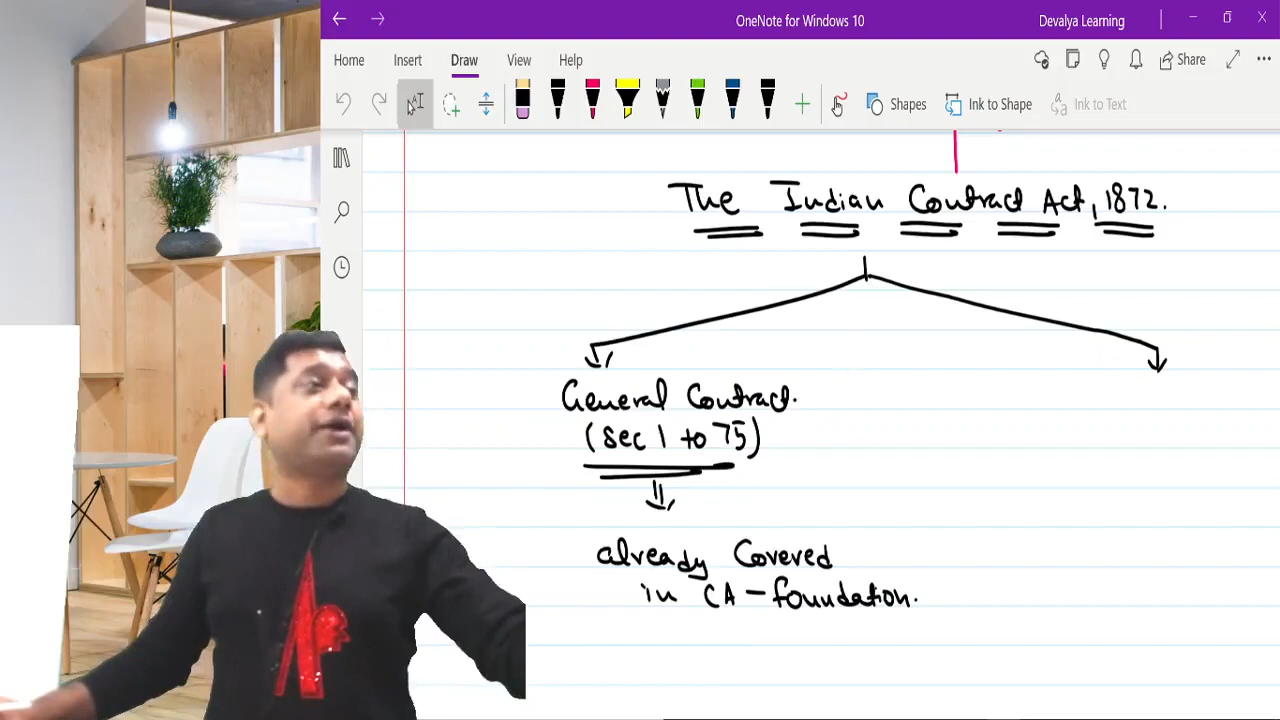 OneNote for Windows 10
Devalya Learning
Home Insert Draw View Help
Share
Shapes
Ink to Shape
Ink to Text
The Indian Contract Act, 1872.
General Contract.
(Sec 1 to 75)
already Covered
in CA - foundation.